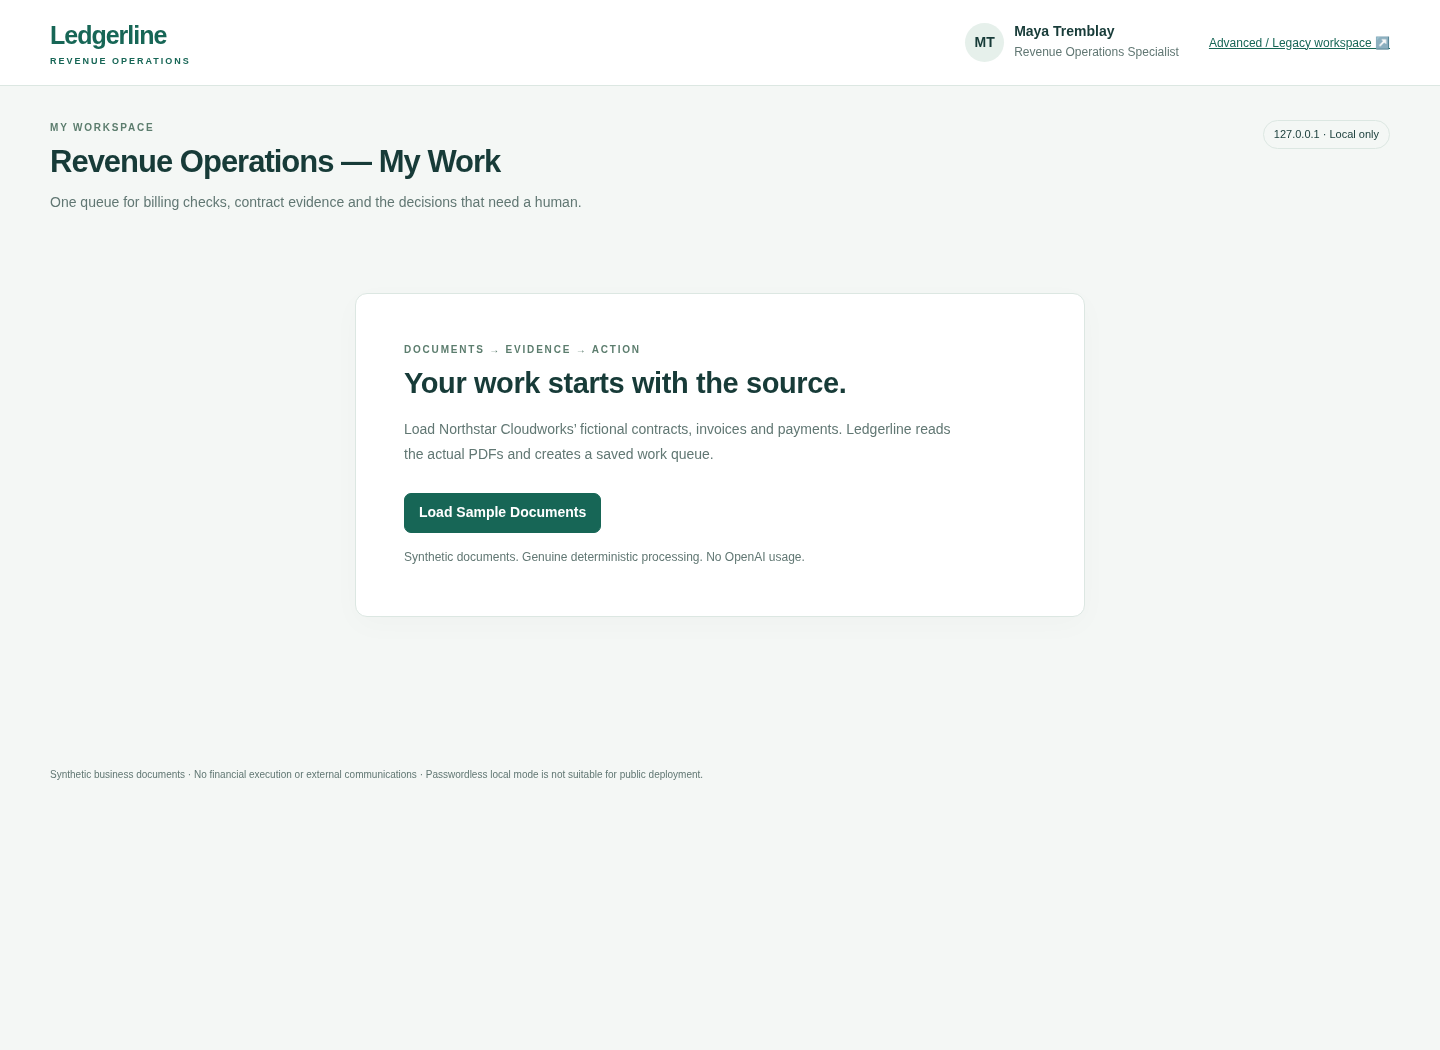 Ledgerline
REVENUE OPERATIONS
MT
Maya Tremblay
Revenue Operations Specialist
Advanced / Legacy workspace ↗
MY WORKSPACE
127.0.0.1 · Local only
Revenue Operations — My Work
One queue for billing checks, contract evidence and the decisions that need a human.
DOCUMENTS → EVIDENCE → ACTION
Your work starts with the source.
Load Northstar Cloudworks’ fictional contracts, invoices and payments. Ledgerline reads
the actual PDFs and creates a saved work queue.
Load Sample Documents
Synthetic documents. Genuine deterministic processing. No OpenAI usage.
Synthetic business documents · No financial execution or external communications · Passwordless local mode is not suitable for public deployment.